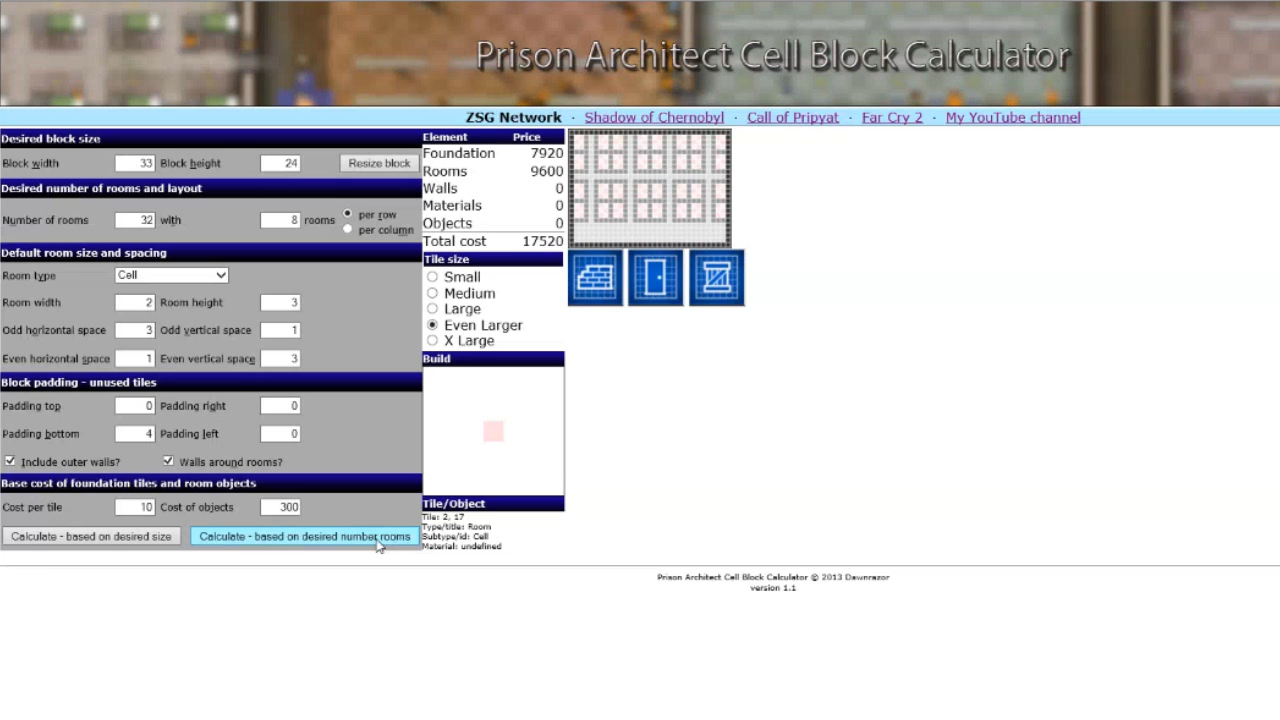 Prison Architect Cell Block Calculator
ZSG Network · Shadow of Chernobyl · Call of Pripyat · Far Cry 2 · My YouTube channel
Desired block size
Block width 33 Block height 24 Resize block
Desired number of rooms and layout
Number of rooms 32 with 8 rooms per row
per column
Default room size and spacing
Room type Cell
Room width 2 Room height 3
Odd horizontal space 3 Odd vertical space 1
Even horizontal space 1 Even vertical space 3
Block padding - unused tiles
Padding top 0 Padding right 0
Padding bottom 4 Padding left 0
Include outer walls? Walls around rooms?
Base cost of foundation tiles and room objects
Cost per tile 10 Cost of objects 300
Calculate - based on desired size Calculate - based on desired number rooms
Element Price
Foundation 7920
Rooms 9600
Walls 0
Materials 0
Objects 0
Total cost 17520
Tile size
Small
Medium
Large
Even Larger
X Large
Build
Tile/Object
Tile: 2, 17
Type/title: Room
Subtype/id: Cell
Material: undefined
Prison Architect Cell Block Calculator © 2013 Dawnrazor
version 1.1